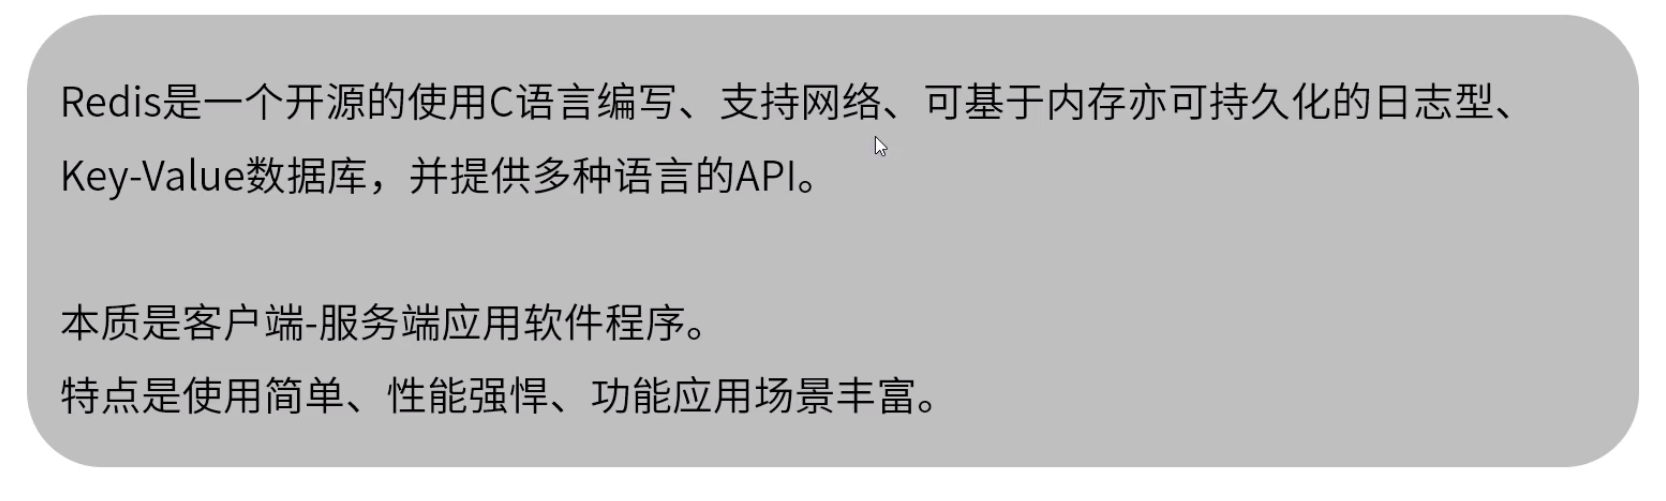 Redis是一个开源的使用C语言编写、支持网络、可基于内存亦可持久化的日志型、
Key-Value数据库，并提供多种语言的API。
本质是客户端-服务端应用软件程序。
特点是使用简单、性能强悍、功能应用场景丰富。